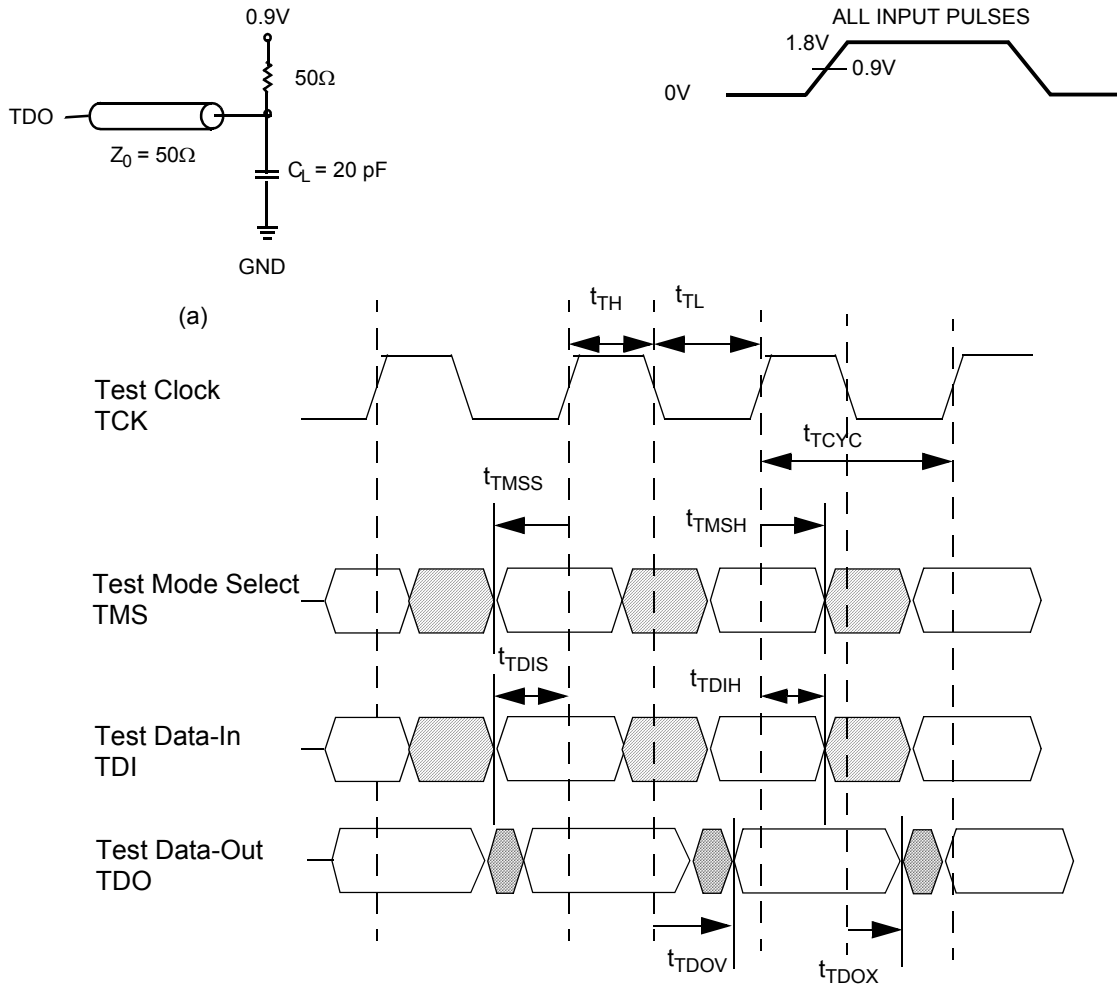 0.9V
50Ω
TDO
Z0 = 50Ω
CL = 20 pF
GND
(a)
ALL INPUT PULSES
1.8V
0.9V
0V
tTH
tTL
Test Clock
TCK
tTCYC
tTMSS
tTMSH
Test Mode Select
TMS
tTDIS
tTDIH
Test Data-In
TDI
Test Data-Out
TDO
tTDOV
tTDOX